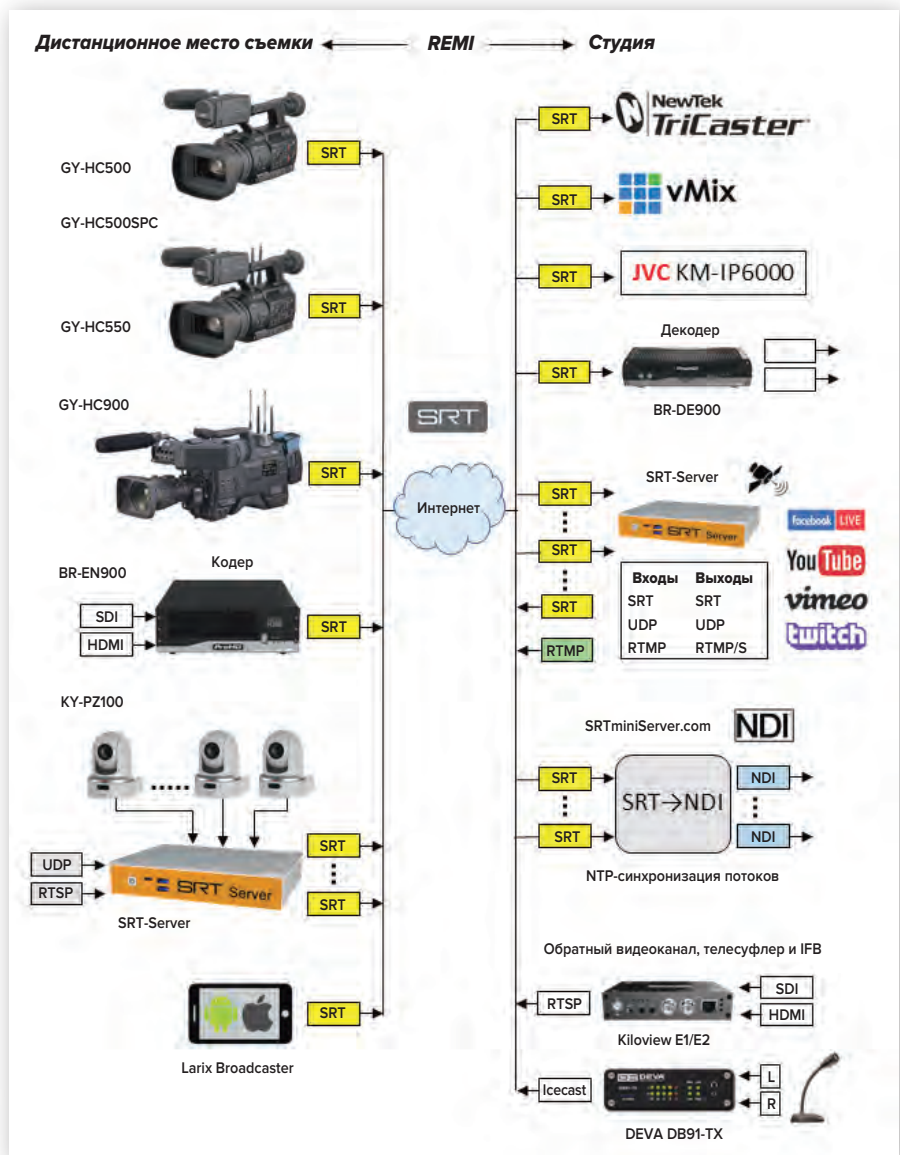 Дистанционное место съемки
REMI
Студия
GY-HC500
SRT
GY-HC500SPC
GY-HC550
SRT
GY-HC900
SRT
BR-EN900
Кодер
SDI
HDMI
ProHD
SRT
KY-PZ100
UDP
RTSP
SRT Server
SRT
SRT
SRT-Server
SRT
Larix Broadcaster
SRT
Интернет
SRT
NewTek
TriCaster
SRT
vMix
SRT
JVC KM-IP6000
Декодер
SRT
BR-DE900
SRT-Server
SRT
SRT Server
SRT
SRT
RTMP
Входы Выходы
SRT SRT
UDP UDP
RTMP RTMP/S
facebook LIVE
YouTube
vimeo
twitch
SRTminiServer.com
NDI
SRT
SRT
SRT→NDI
NDI
NDI
NTP-синхронизация потоков
Обратный видеоканал, телесуфлер и IFB
RTSP
SDI
HDMI
Kiloview E1/E2
Icecast
DEVA
L
R
DEVA DB91-TX